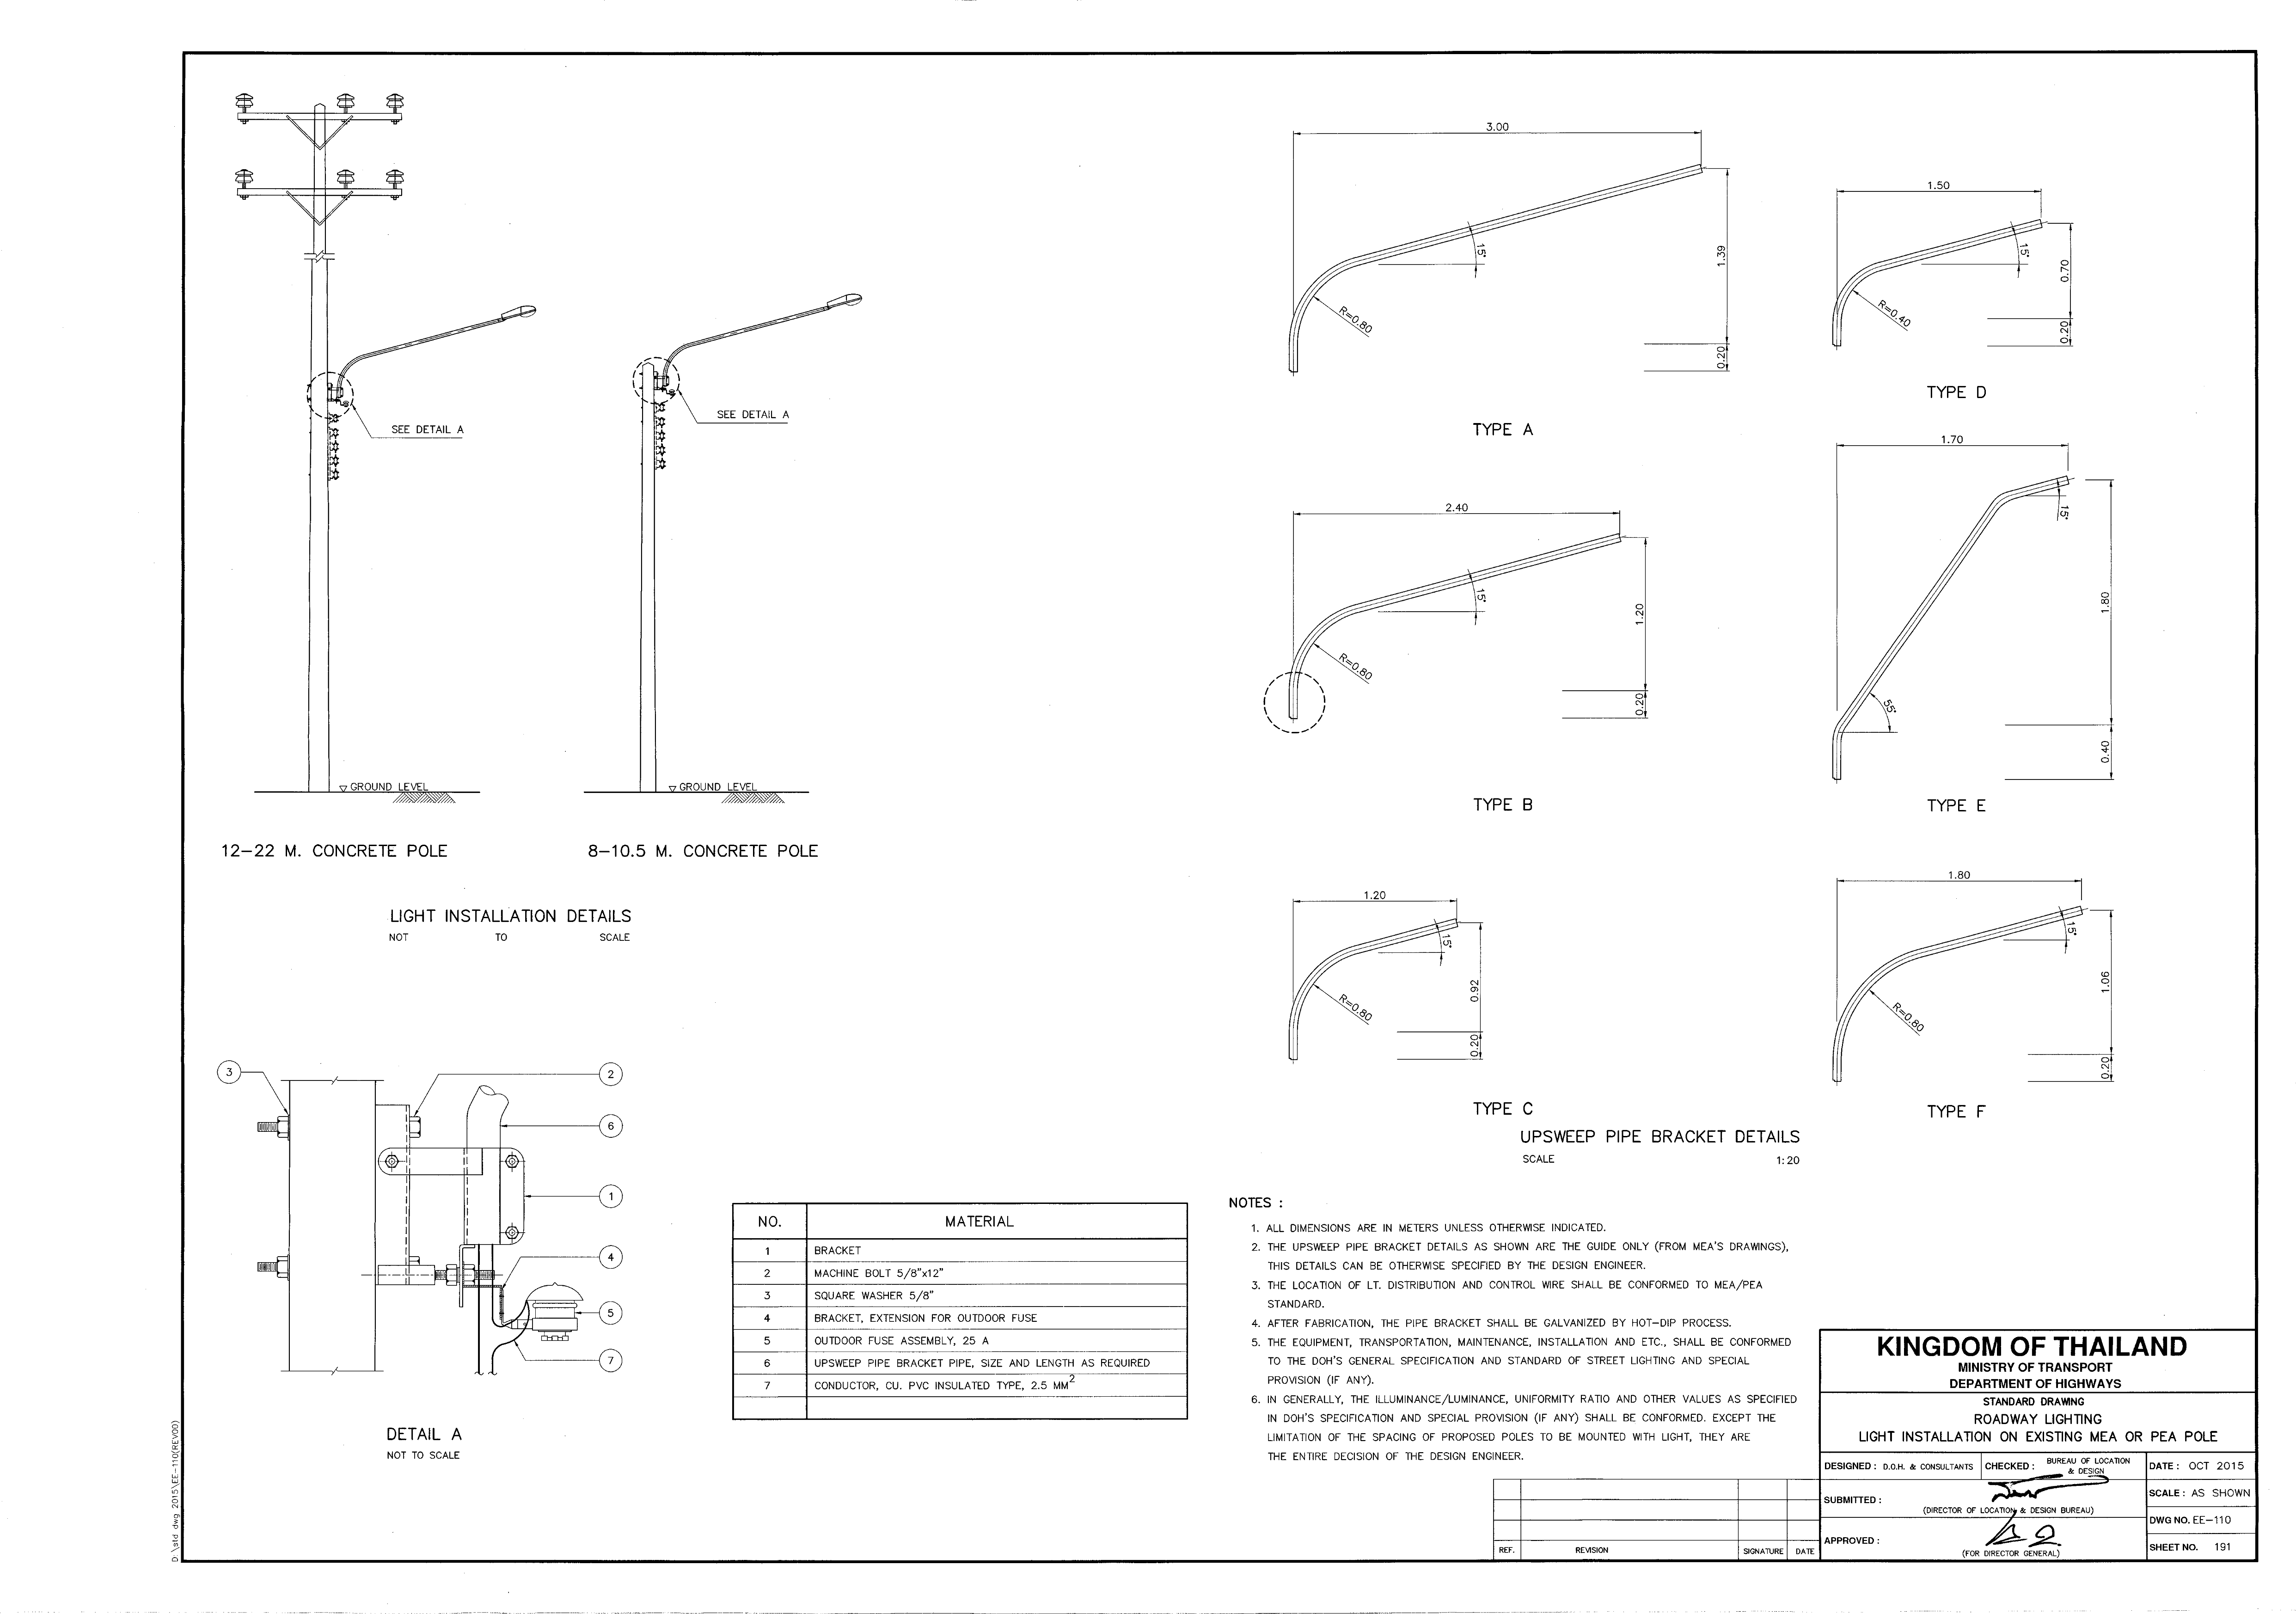 SEE DETAIL A
SEE DETAIL A
GROUND LEVEL
GROUND LEVEL
12-22 M. CONCRETE POLE
8-10.5 M. CONCRETE POLE
LIGHT INSTALLATION DETAILS
NOT TO SCALE
3.00
1.39
0.20
15°
R=0.80
TYPE A
1.50
0.70
0.20
15°
R=0.40
TYPE D
2.40
1.20
0.20
15°
R=0.80
TYPE B
1.70
1.80
0.40
15°
55°
TYPE E
1.20
0.92
0.20
15°
R=0.80
TYPE C
1.80
1.06
0.20
15°
R=0.80
TYPE F
UPSWEEP PIPE BRACKET DETAILS
SCALE 1:20
3
2
6
1
4
5
7
DETAIL A
NOT TO SCALE
NO. MATERIAL
1 BRACKET
2 MACHINE BOLT 5/8"x12"
3 SQUARE WASHER 5/8"
4 BRACKET, EXTENSION FOR OUTDOOR FUSE
5 OUTDOOR FUSE ASSEMBLY, 25 A
6 UPSWEEP PIPE BRACKET PIPE, SIZE AND LENGTH AS REQUIRED
7 CONDUCTOR, CU. PVC INSULATED TYPE, 2.5 MM2
NOTES :
1. ALL DIMENSIONS ARE IN METERS UNLESS OTHERWISE INDICATED.
2. THE UPSWEEP PIPE BRACKET DETAILS AS SHOWN ARE THE GUIDE ONLY (FROM MEA'S DRAWINGS),
THIS DETAILS CAN BE OTHERWISE SPECIFIED BY THE DESIGN ENGINEER.
3. THE LOCATION OF LT. DISTRIBUTION AND CONTROL WIRE SHALL BE CONFORMED TO MEA/PEA
STANDARD.
4. AFTER FABRICATION, THE PIPE BRACKET SHALL BE GALVANIZED BY HOT-DIP PROCESS.
5. THE EQUIPMENT, TRANSPORTATION, MAINTENANCE, INSTALLATION AND ETC., SHALL BE CONFORMED
TO THE DOH'S GENERAL SPECIFICATION AND STANDARD OF STREET LIGHTING AND SPECIAL
PROVISION (IF ANY).
6. IN GENERALLY, THE ILLUMINANCE/LUMINANCE, UNIFORMITY RATIO AND OTHER VALUES AS SPECIFIED
IN DOH'S SPECIFICATION AND SPECIAL PROVISION (IF ANY) SHALL BE CONFORMED. EXCEPT THE
LIMITATION OF THE SPACING OF PROPOSED POLES TO BE MOUNTED WITH LIGHT, THEY ARE
THE ENTIRE DECISION OF THE DESIGN ENGINEER.
REF. REVISION SIGNATURE DATE
KINGDOM OF THAILAND
MINISTRY OF TRANSPORT
DEPARTMENT OF HIGHWAYS
STANDARD DRAWING
ROADWAY LIGHTING
LIGHT INSTALLATION ON EXISTING MEA OR PEA POLE
DESIGNED : D.O.H. & CONSULTANTS
CHECKED : BUREAU OF LOCATION
& DESIGN
DATE : OCT 2015
SUBMITTED :
(DIRECTOR OF LOCATION & DESIGN BUREAU)
SCALE : AS SHOWN
DWG NO. EE-110
APPROVED :
(FOR DIRECTOR GENERAL)
SHEET NO. 191
D:\std dwg 2015\EE-110(REV00)